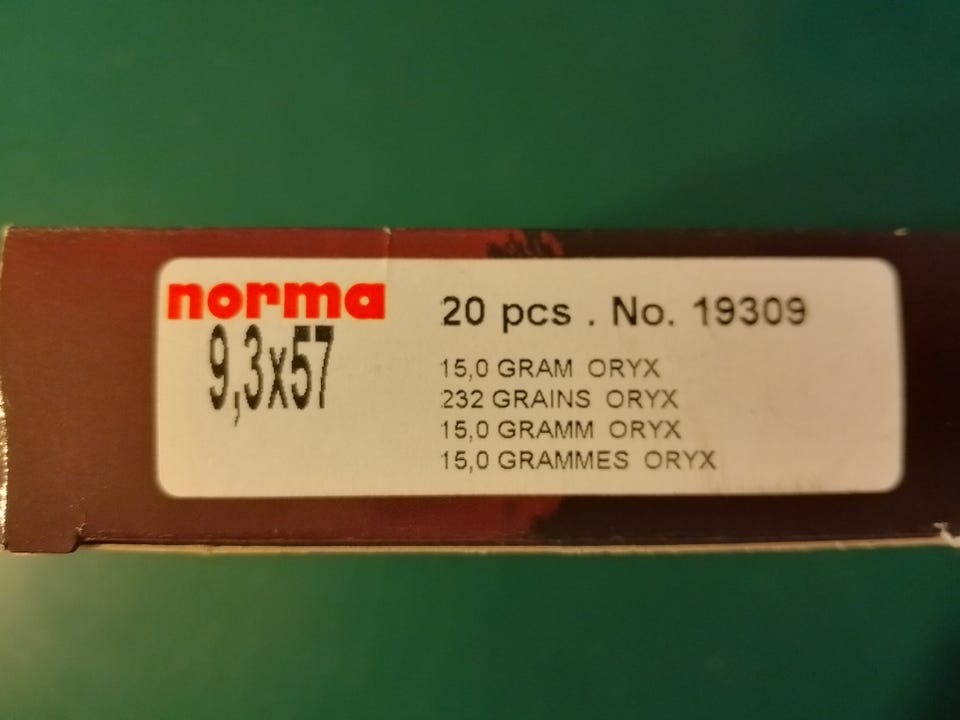 norma
9,3x57
20 pcs . No. 19309
15,0 GRAM ORYX
232 GRAINS ORYX
15,0 GRAMM ORYX
15,0 GRAMMES ORYX